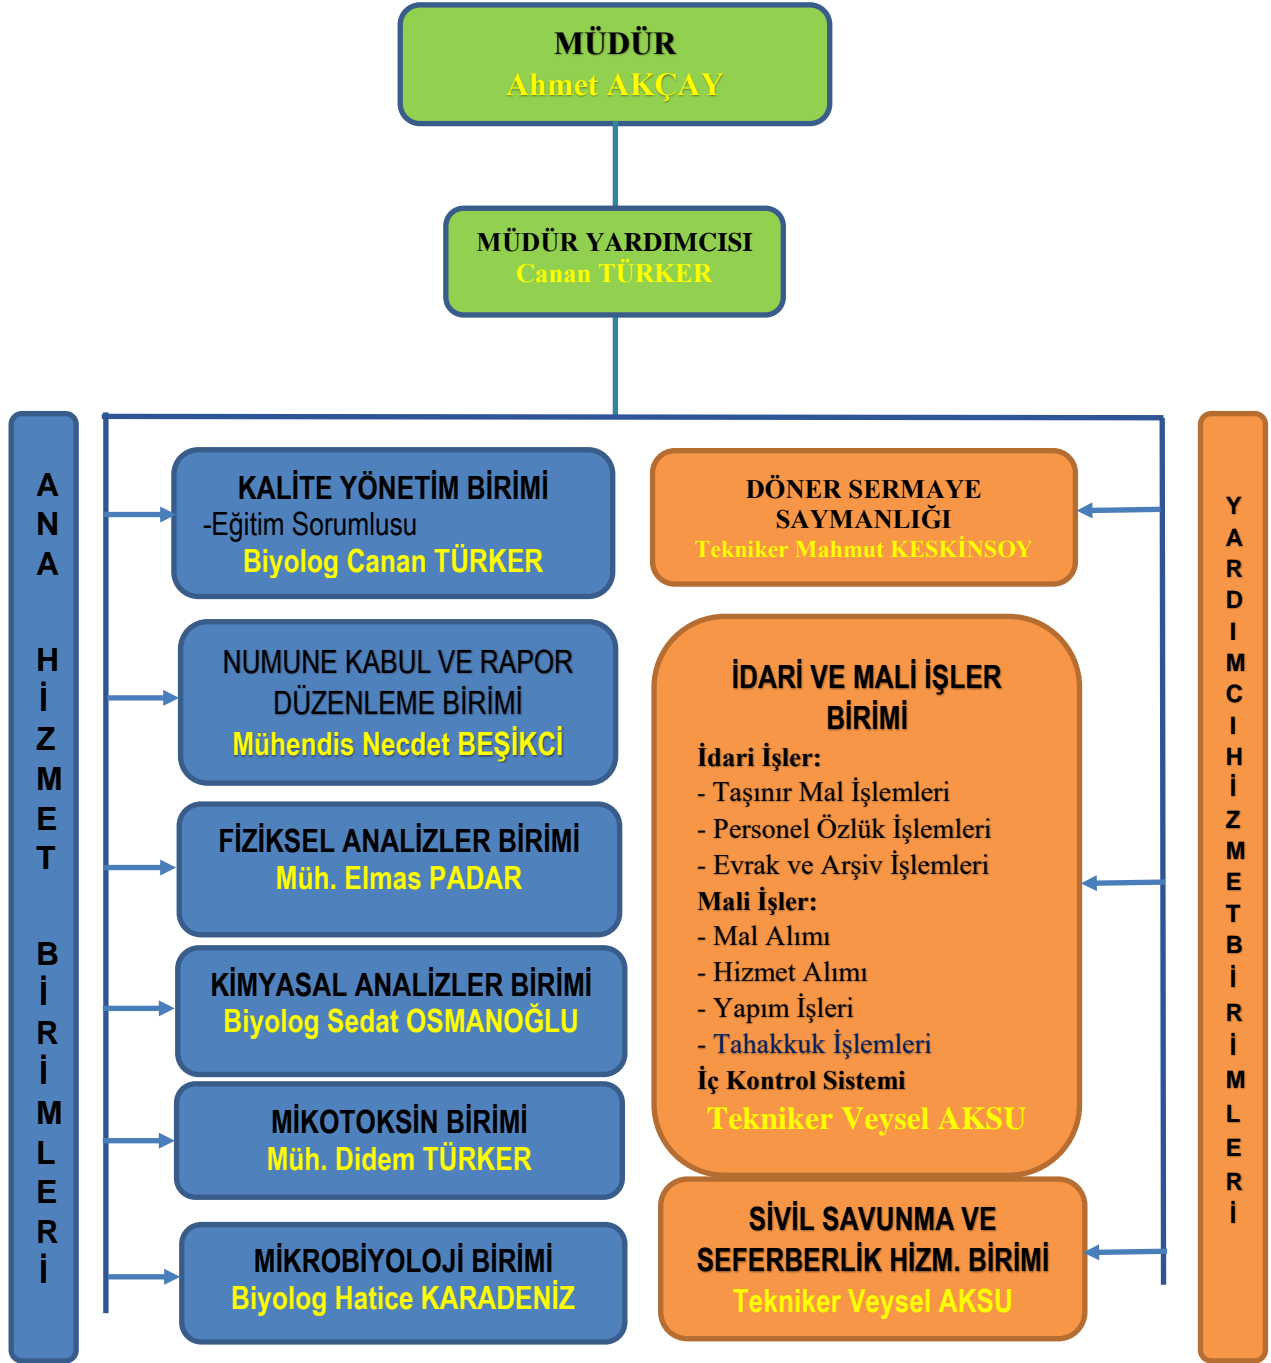 MÜDÜR
Ahmet AKÇAY
MÜDÜR YARDIMCISI
Canan TÜRKER
ANA HİZMET BİRİMLERİ
KALİTE YÖNETİM BİRİMİ
-Eğitim Sorumlusu
Biyolog Canan TÜRKER
NUMUNE KABUL VE RAPOR
DÜZENLEME BİRİMİ
Mühendis Necdet BEŞİKCİ
FİZİKSEL ANALİZLER BİRİMİ
Müh. Elmas PADAR
KİMYASAL ANALİZLER BİRİMİ
Biyolog Sedat OSMANOĞLU
MİKOTOKSİN BİRİMİ
Müh. Didem TÜRKER
MİKROBİYOLOJİ BİRİMİ
Biyolog Hatice KARADENİZ
DÖNER SERMAYE
SAYMANLIĞI
Tekniker Mahmut KESKİNSOY
İDARİ VE MALİ İŞLER
BİRİMİ
İdari İşler:
- Taşınır Mal İşlemleri
- Personel Özlük İşlemleri
- Evrak ve Arşiv İşlemleri
Mali İşler:
- Mal Alımı
- Hizmet Alımı
- Yapım İşleri
- Tahakkuk İşlemleri
İç Kontrol Sistemi
Tekniker Veysel AKSU
SİVİL SAVUNMA VE
SEFERBERLİK HİZM. BİRİMİ
Tekniker Veysel AKSU
YARDIMCIHİZMETBİRİMLERİ